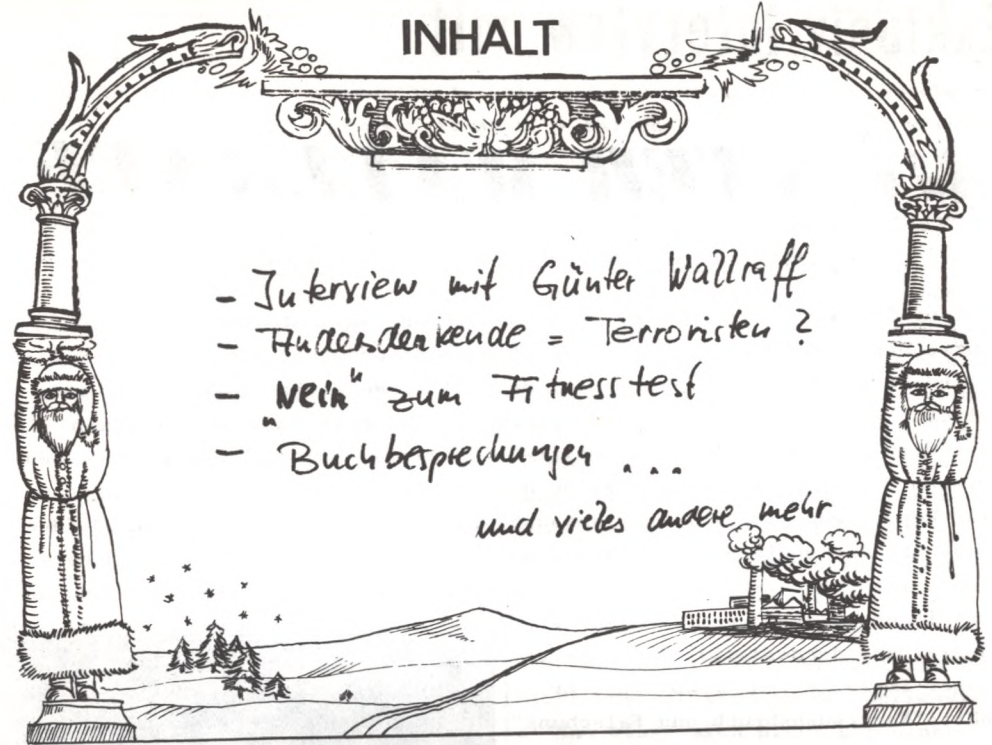 INHALT
- Interview mit Günter Wallraff
- Andersdenkende = Terroristen ?
- „Nein" zum Fitnesstest
- Buchbesprechungen ...
und vieles andere mehr